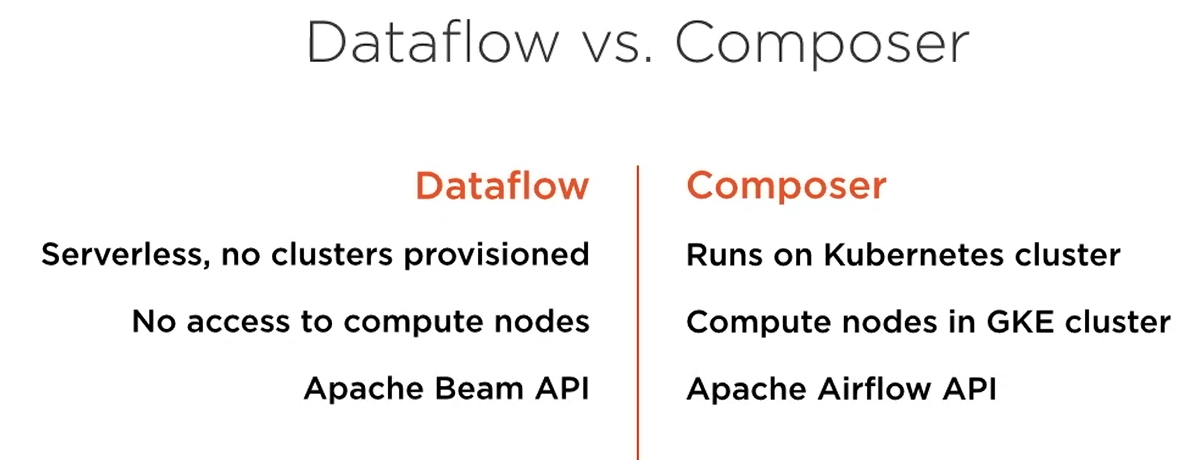 Dataflow vs. Composer
Dataflow
Serverless, no clusters provisioned
No access to compute nodes
Apache Beam API
Composer
Runs on Kubernetes cluster
Compute nodes in GKE cluster
Apache Airflow API